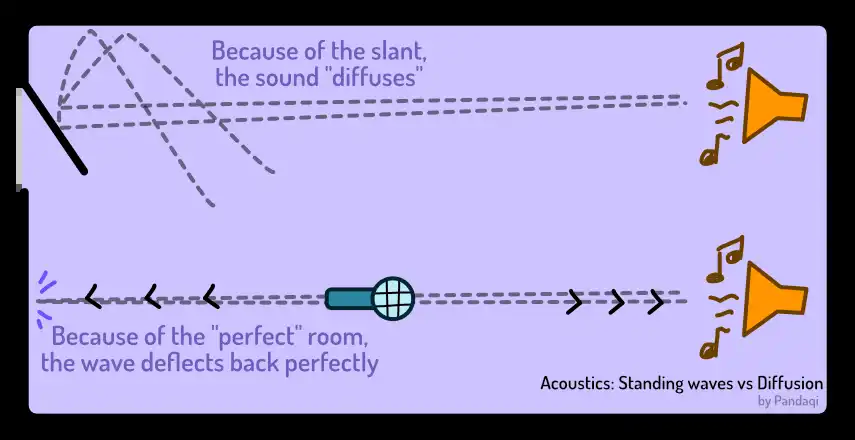 Because of the slant,
the sound "diffuses"
Because of the "perfect" room,
the wave deflects back perfectly
Acoustics: Standing waves vs Diffusion
by Pandaqi